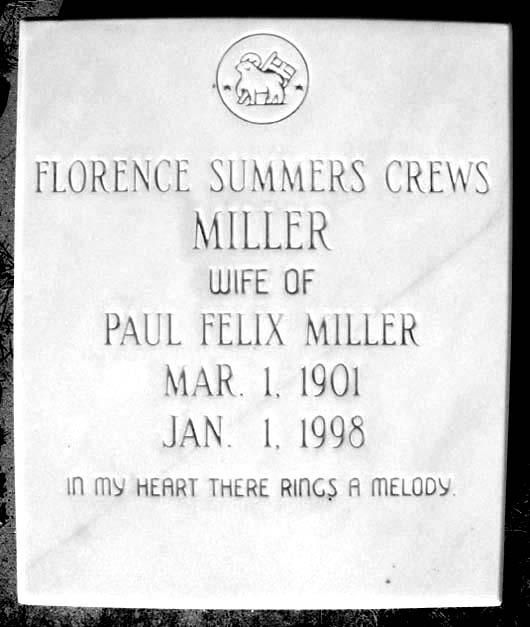 FLORENCE SUMMERS CREWS
MILLER
WIFE OF
PAUL FELIX MILLER
MAR. 1, 1901
JAN. 1, 1998
IN MY HEART THERE RINGS A MELODY.